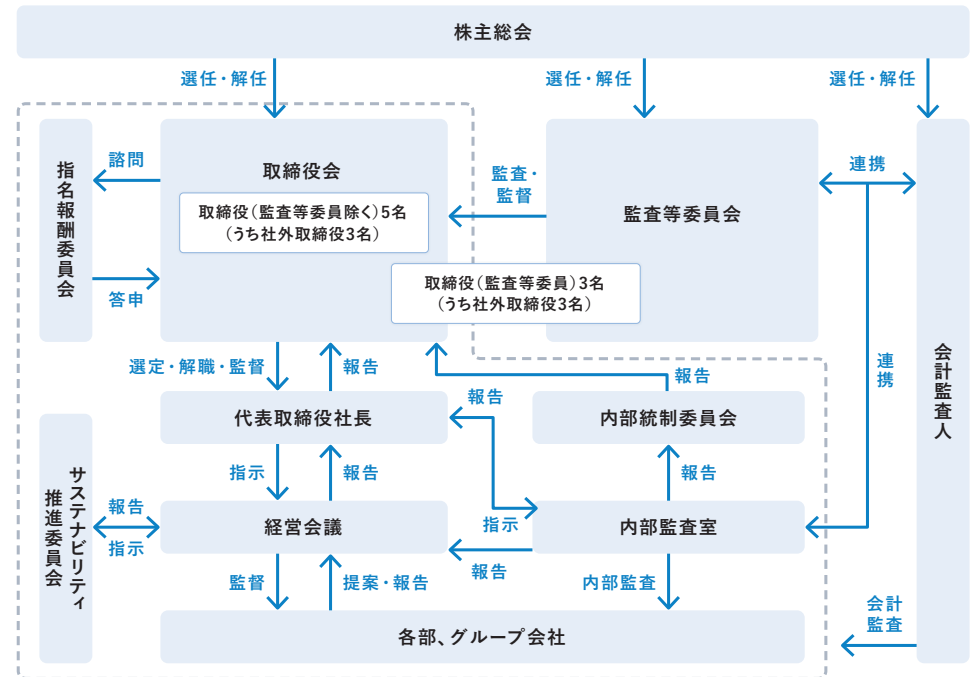 株主総会
選任・解任
選任・解任
選任・解任
指名報酬委員会
諮問
答申
取締役会
取締役(監査等委員除く)5名
(うち社外取締役3名)
監査・
監督
監査等委員会
取締役(監査等委員)3名
(うち社外取締役3名)
連携
連携
会計監査人
選定・解職・監督
報告
報告
報告
代表取締役社長
内部統制委員会
指示
報告
報告
サステナビリティ
推進委員会
報告
指示
経営会議
指示
報告
内部監査室
監督
提案・報告
内部監査
会計
監査
各部、グループ会社